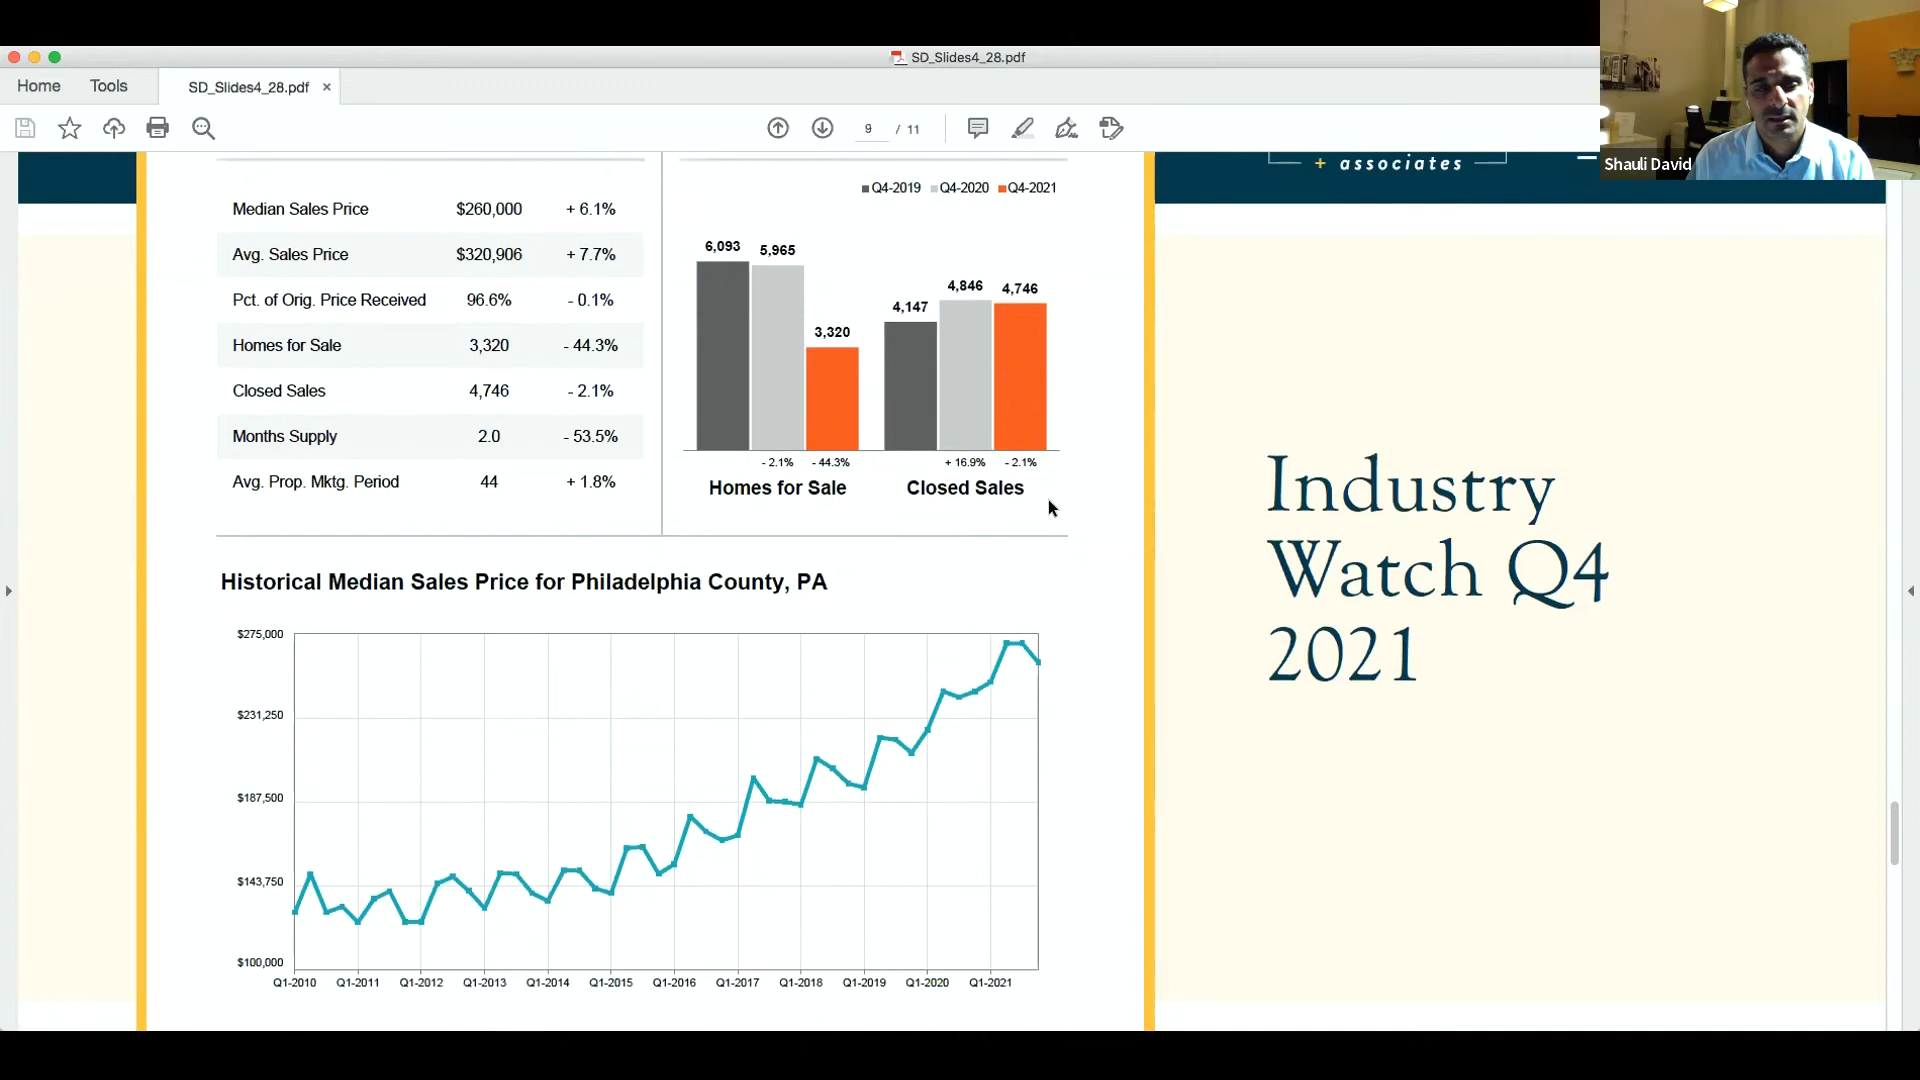 SD_Slides4_28.pdf
Home Tools SD_Slides4_28.pdf ×
9 / 11
Shauli David
+ associates
Median Sales Price $260,000 + 6.1%
Avg. Sales Price $320,906 + 7.7%
Pct. of Orig. Price Received 96.6% - 0.1%
Homes for Sale 3,320 - 44.3%
Closed Sales 4,746 - 2.1%
Months Supply 2.0 - 53.5%
Avg. Prop. Mktg. Period 44 + 1.8%
Q4-2019 Q4-2020 Q4-2021
6,093 5,965 3,320 4,147 4,846 4,746
- 2.1% - 44.3% + 16.9% - 2.1%
Homes for Sale Closed Sales
Historical Median Sales Price for Philadelphia County, PA
$275,000
$231,250
$187,500
$143,750
$100,000
Q1-2010 Q1-2011 Q1-2012 Q1-2013 Q1-2014 Q1-2015 Q1-2016 Q1-2017 Q1-2018 Q1-2019 Q1-2020 Q1-2021
Industry
Watch Q4
2021